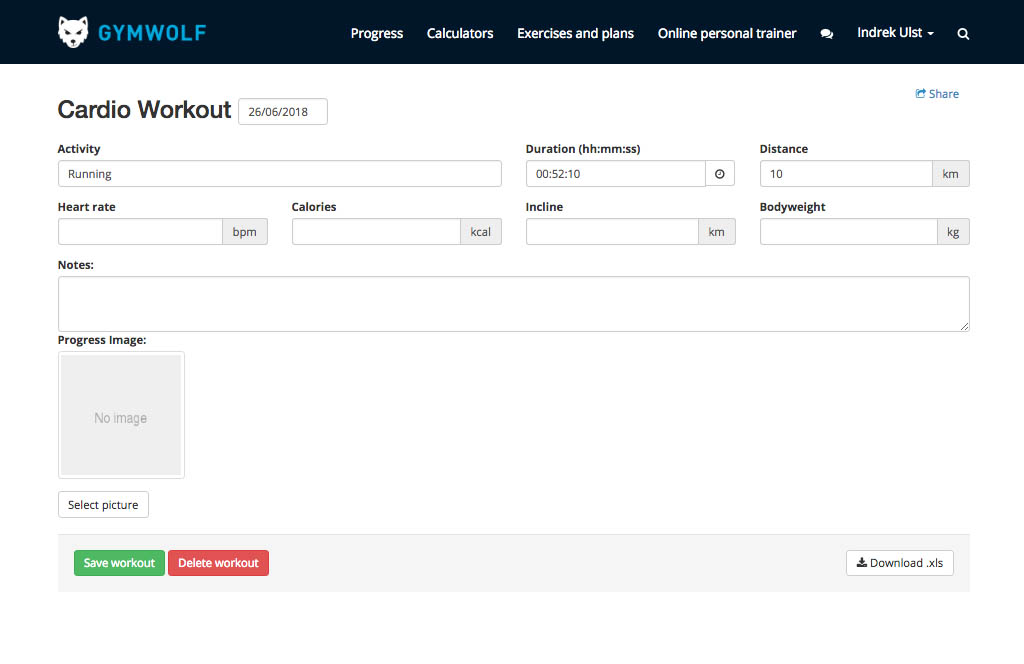 GYMWOLF
Progress Calculators Exercises and plans Online personal trainer Indrek Ulst
Share
Cardio Workout 26/06/2018
Activity Duration (hh:mm:ss) Distance
Running 00:52:10 10 km
Heart rate Calories Incline Bodyweight
bpm kcal km kg
Notes:
Progress Image:
No image
Select picture
Save workout Delete workout Download .xls